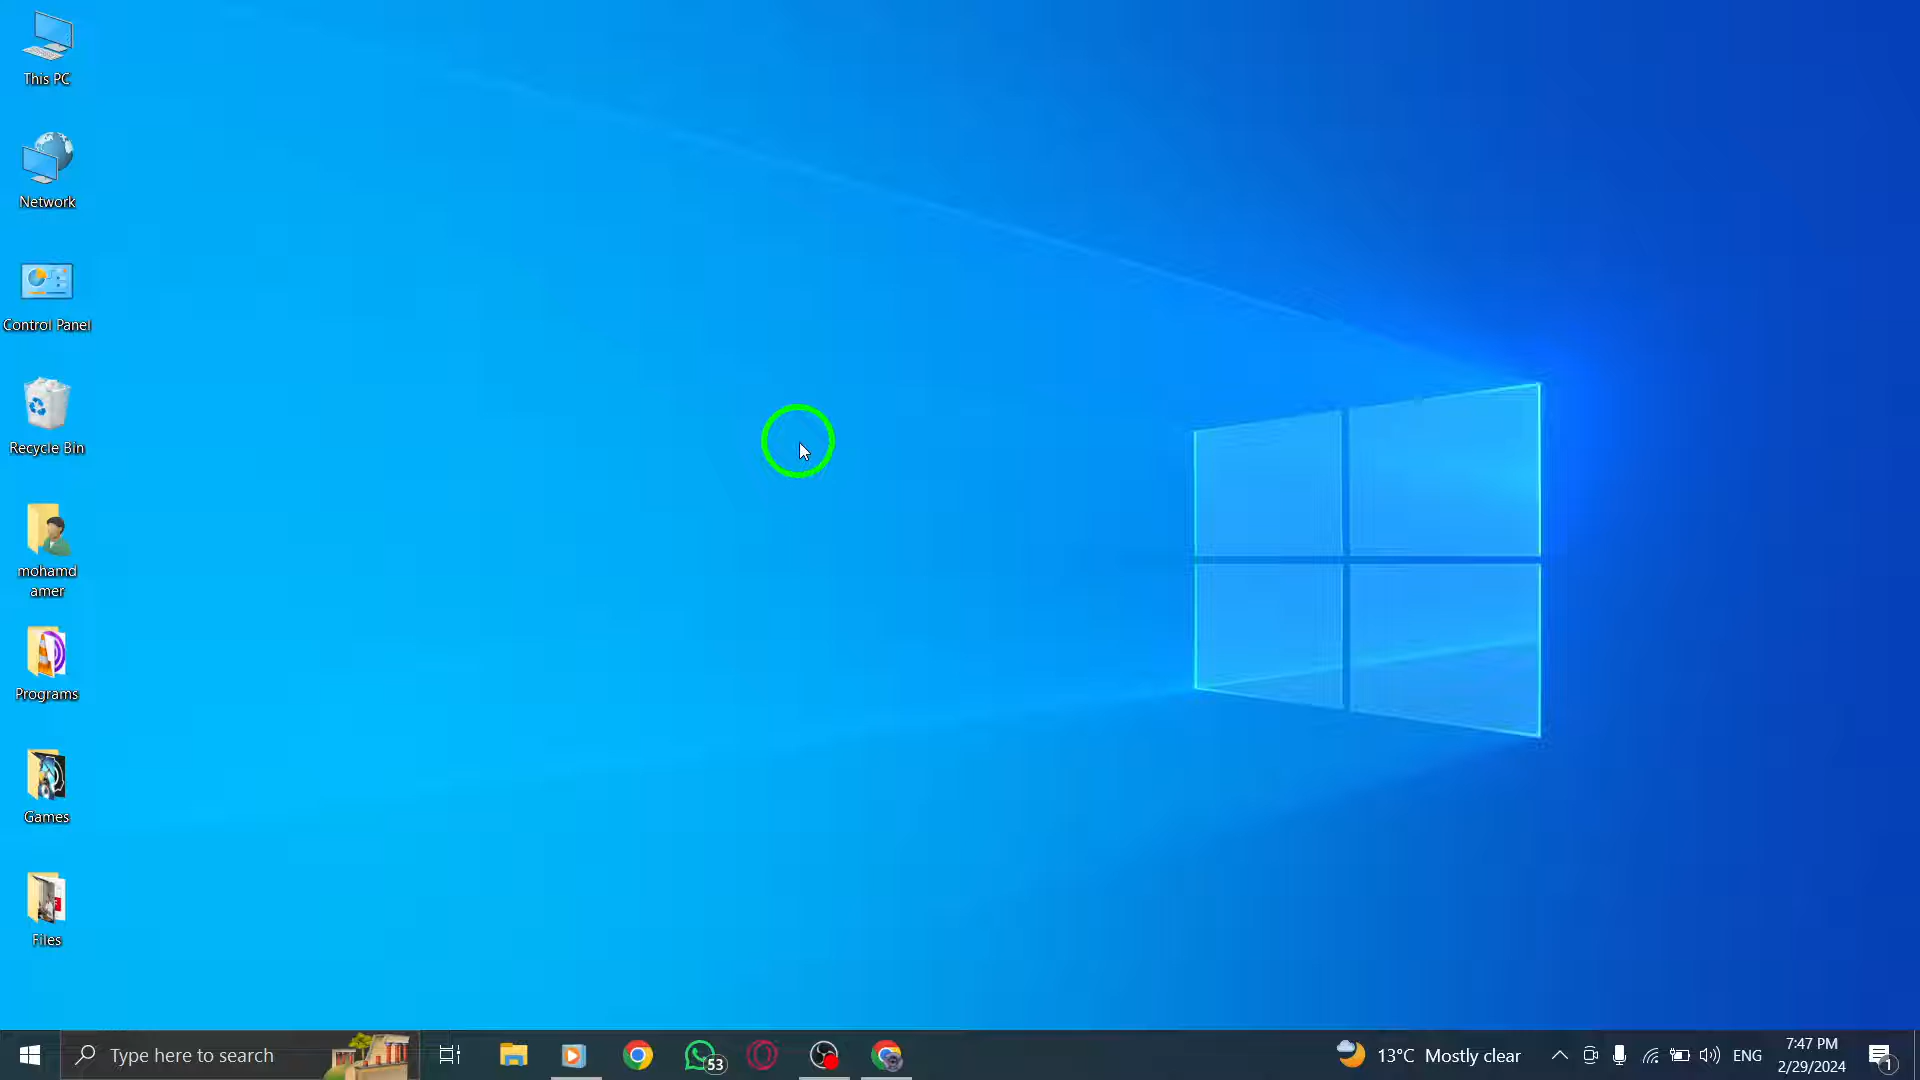 This PC
Network
Control Panel
Recycle Bin
mohamd
amer
Programs
Games
Files
Type here to search
53
13°C Mostly clear
ENG
7:47 PM
2/29/2024
1